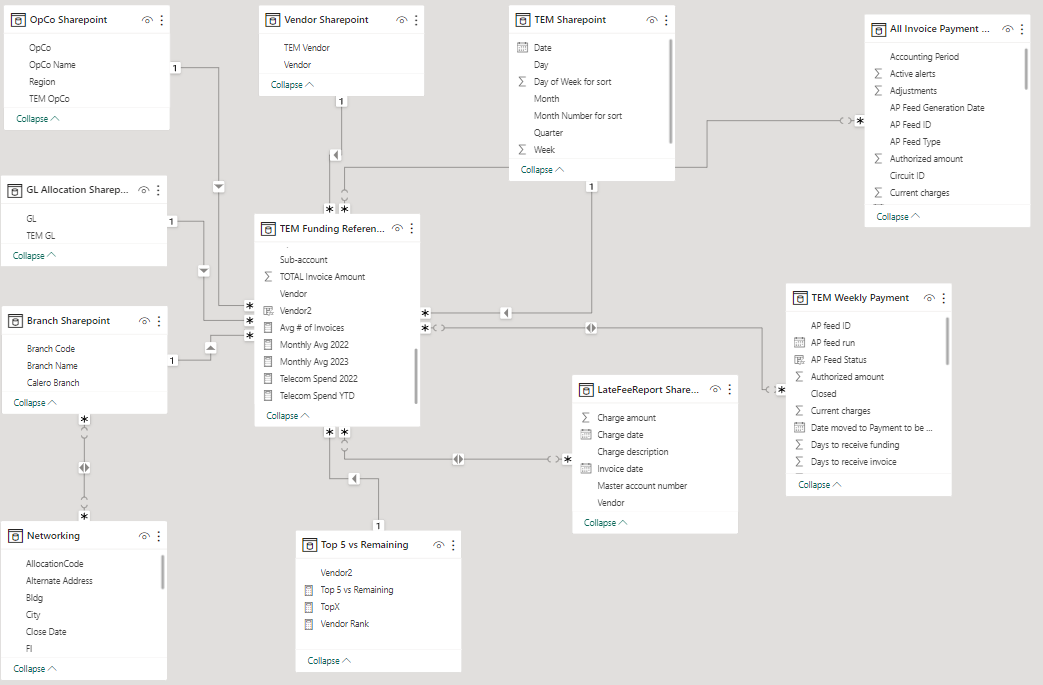 OpCo Sharepoint
OpCo
OpCo Name
Region
TEM OpCo
Collapse
1
Vendor Sharepoint
TEM Vendor
Vendor
Collapse
1
TEM Sharepoint
Date
Day
Day of Week for sort
Month
Month Number for sort
Quarter
Week
Collapse
1
All Invoice Payment ...
Accounting Period
Active alerts
Adjustments
AP Feed Generation Date
AP Feed ID
AP Feed Type
Authorized amount
Circuit ID
Current charges
Collapse
*
GL Allocation Sharep...
GL
TEM GL
Collapse
1
* *
TEM Funding Referen...
Sub-account
TOTAL Invoice Amount
Vendor
Vendor2
Avg # of Invoices
Monthly Avg 2022
Monthly Avg 2023
Telecom Spend 2022
Telecom Spend YTD
Collapse
*
*
*
*
*
* *
Branch Sharepoint
Branch Code
Branch Name
Calero Branch
Collapse
1
*
*
TEM Weekly Payment
AP feed ID
AP feed run
AP Feed Status
Authorized amount
Closed
Current charges
Date moved to Payment to be ...
Days to receive funding
Days to receive invoice
Collapse
*
LateFeeReport Share...
Charge amount
Charge date
Charge description
Invoice date
Master account number
Vendor
Collapse
*
Networking
AllocationCode
Alternate Address
Bldg
City
Close Date
Fl
Collapse
1
Top 5 vs Remaining
Vendor2
Top 5 vs Remaining
TopX
Vendor Rank
Collapse